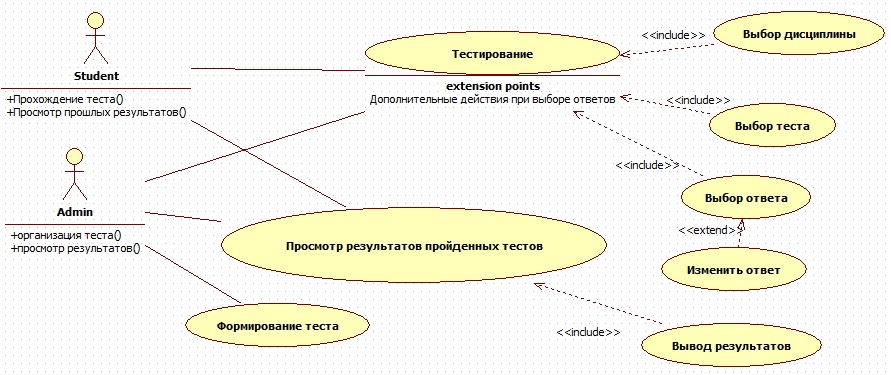 Student
+Прохождение теста()
+Просмотр прошлых результатов()
Тестирование
extension points
Дополнительные действия при выборе ответов
<<include>>
Выбор дисциплины
<<include>>
Выбор теста
<<include>>
Выбор ответа
<<extend>>
Изменить ответ
Admin
+организация теста()
+просмотр результатов()
Просмотр результатов пройденных тестов
Формирование теста
<<include>>
Вывод результатов